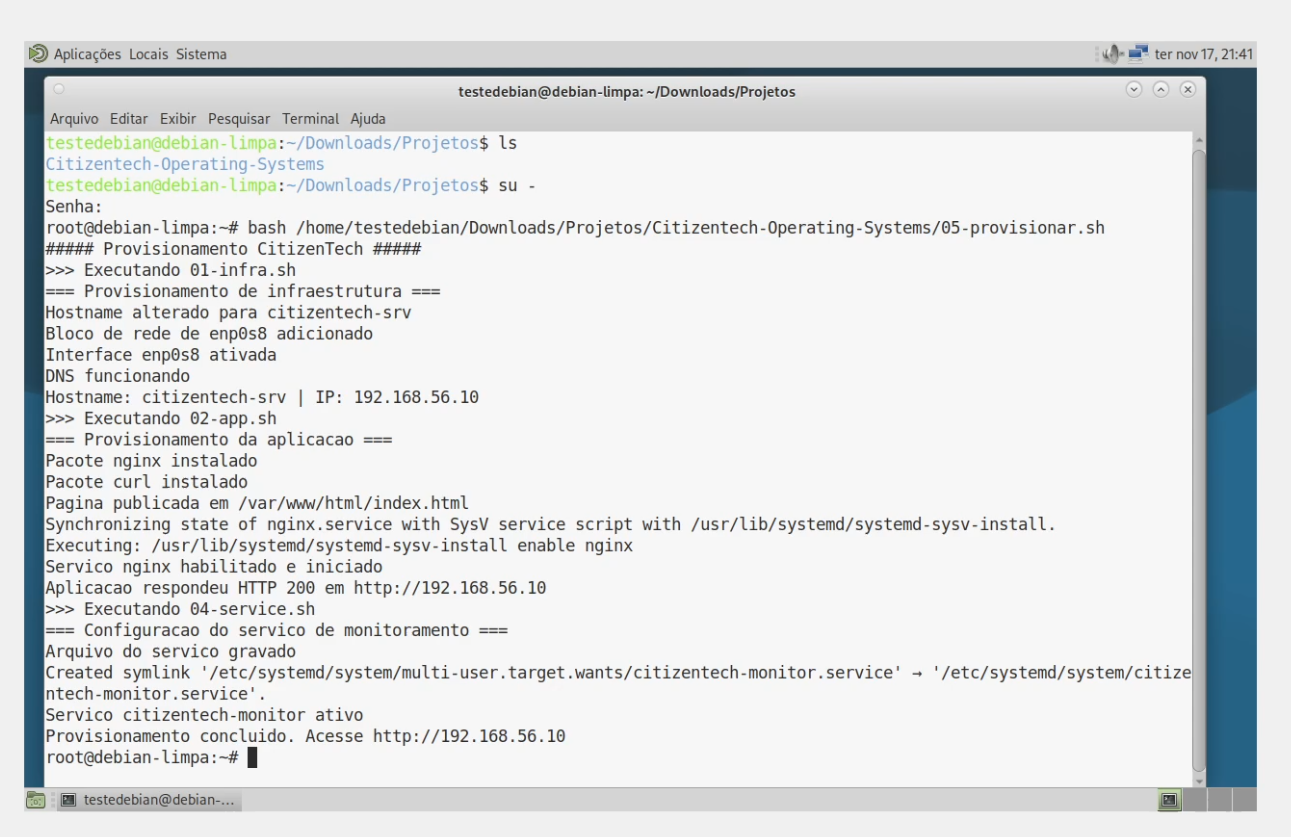 Aplicações Locais Sistema
ter nov 17, 21:41
testedebian@debian-limpa: ~/Downloads/Projetos
Arquivo Editar Exibir Pesquisar Terminal Ajuda
testedebian@debian-limpa:~/Downloads/Projetos$ ls
Citizentech-Operating-Systems
testedebian@debian-limpa:~/Downloads/Projetos$ su -
Senha:
root@debian-limpa:~# bash /home/testedebian/Downloads/Projetos/Citizentech-Operating-Systems/05-provisionar.sh
##### Provisionamento CitizenTech #####
>>> Executando 01-infra.sh
=== Provisionamento de infraestrutura ===
Hostname alterado para citizentech-srv
Bloco de rede de enp0s8 adicionado
Interface enp0s8 ativada
DNS funcionando
Hostname: citizentech-srv | IP: 192.168.56.10
>>> Executando 02-app.sh
=== Provisionamento da aplicacao ===
Pacote nginx instalado
Pacote curl instalado
Pagina publicada em /var/www/html/index.html
Synchronizing state of nginx.service with SysV service script with /usr/lib/systemd/systemd-sysv-install.
Executing: /usr/lib/systemd/systemd-sysv-install enable nginx
Servico nginx habilitado e iniciado
Aplicacao respondeu HTTP 200 em http://192.168.56.10
>>> Executando 04-service.sh
=== Configuracao do servico de monitoramento ===
Arquivo do servico gravado
Created symlink '/etc/systemd/system/multi-user.target.wants/citizentech-monitor.service' → '/etc/systemd/system/citize
ntech-monitor.service'.
Servico citizentech-monitor ativo
Provisionamento concluido. Acesse http://192.168.56.10
root@debian-limpa:~#
testedebian@debian-...